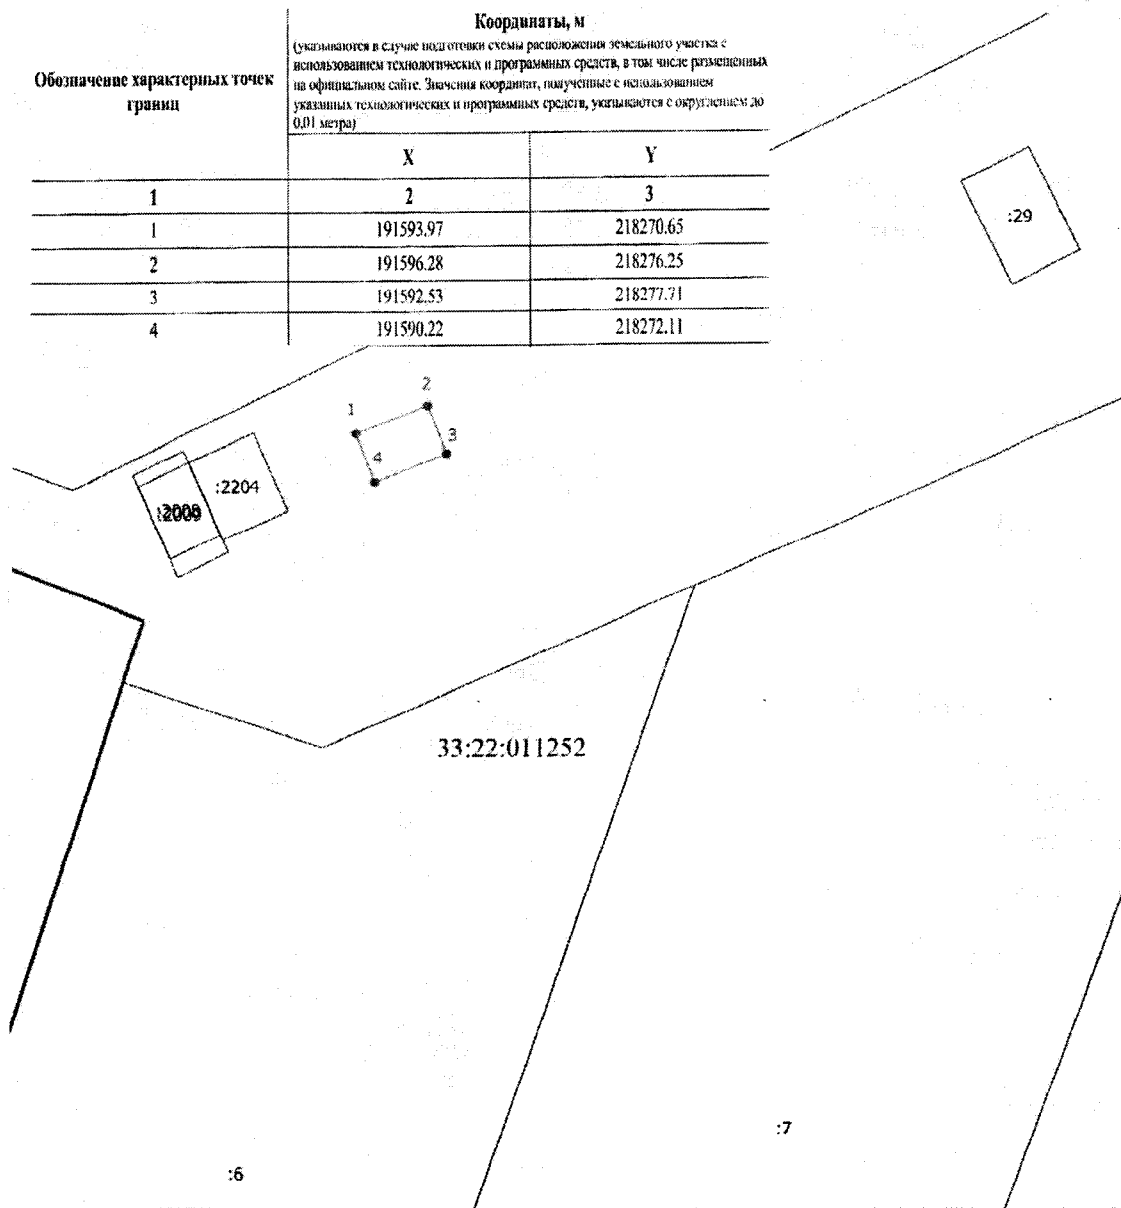 Координаты, м
(указываются в случае подготовки схемы расположения земельного участка с
использованием технологических и программных средств, в том числе размещенных
на официальном сайте. Значения координат, полученные с использованием
указанных технологических и программных средств, указываются с округлением до
0,01 метра)
Обозначение характерных точек
границ
X Y
1 2 3
1 191593.97 218270.65
2 191596.28 218276.25
3 191592.53 218277.71
4 191590.22 218272.11
:29
2
1
3
4
:2204
33:22:011252
:7
:6